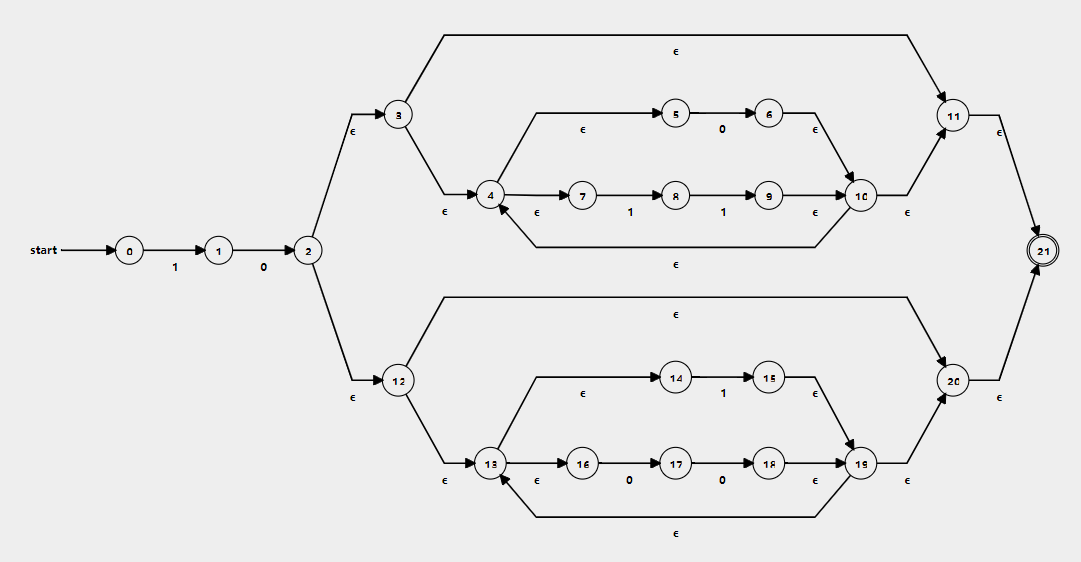 ϵ
3 11
ϵ
5 6
ϵ 0 ϵ
ϵ
4 7 8 9 10
ϵ ϵ 1 1 ϵ ϵ
start 0 1 2 21
1 0
ϵ
ϵ
12 20
14 15
ϵ 1 ϵ
ϵ ϵ
13 16 17 18 19
ϵ ϵ 0 0 ϵ ϵ
ϵ